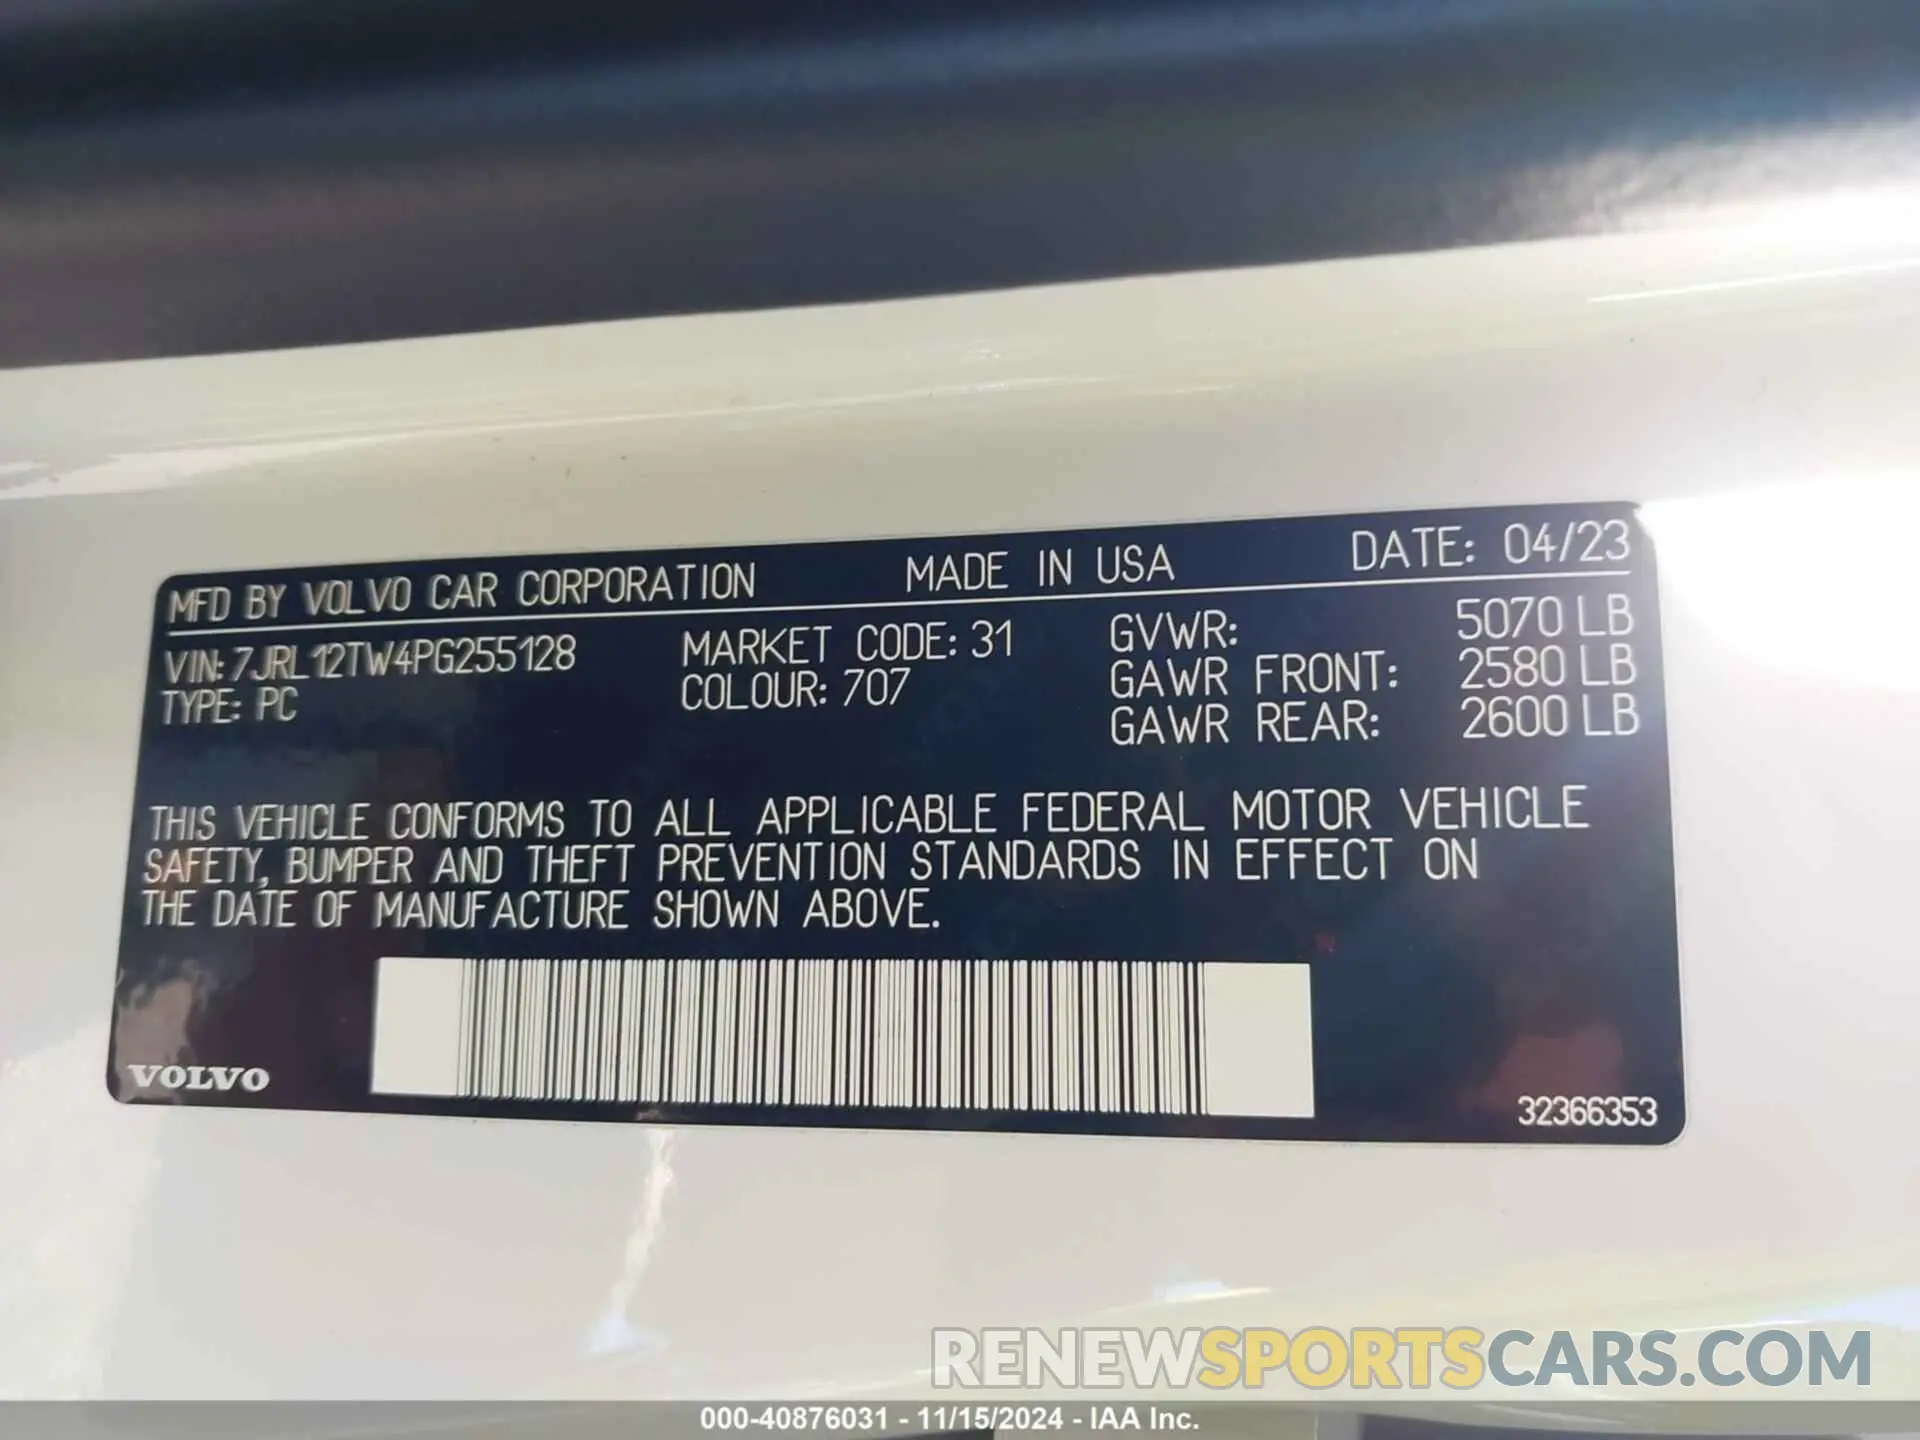 MFD BY VOLVO CAR CORPORATION MADE IN USA DATE: 04/23
VIN: 7JRL12TW4PG255128 MARKET CODE: 31 GVWR: 5070 LB
TYPE: PC COLOUR: 707 GAWR FRONT: 2580 LB
GAWR REAR: 2600 LB
THIS VEHICLE CONFORMS TO ALL APPLICABLE FEDERAL MOTOR VEHICLE
SAFETY, BUMPER AND THEFT PREVENTION STANDARDS IN EFFECT ON
THE DATE OF MANUFACTURE SHOWN ABOVE.
VOLVO
32366353
RENEWSPORTSCARS.COM
000-40876031 - 11/15/2024 - IAA Inc.